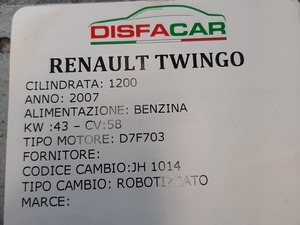 DISFACAR
RENAULT TWINGO
CILINDRATA: 1200
ANNO: 2007
ALIMENTAZIONE: BENZINA
KW :43 - CV:58
TIPO MOTORE: D7F703
FORNITORE:
CODICE CAMBIO:JH 1014
TIPO CAMBIO: ROBOTIZZATO
MARCE: